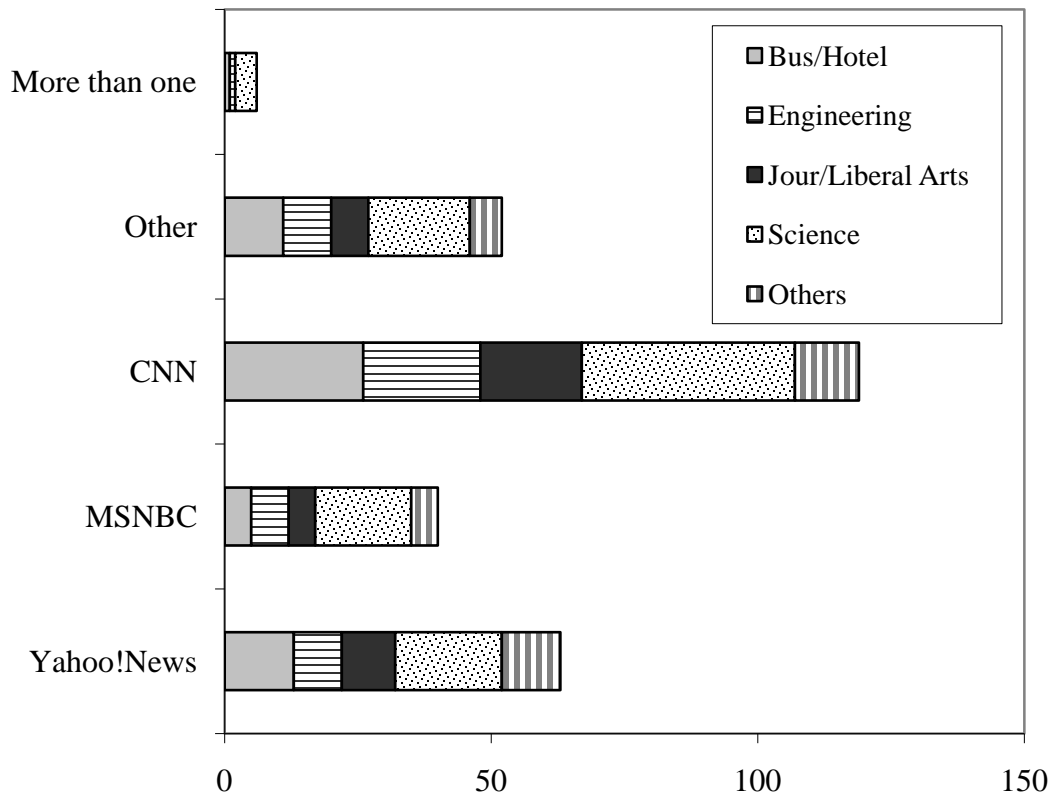 More than one
Other
CNN
MSNBC
Yahoo!News
0 50 100 150
Bus/Hotel
Engineering
Jour/Liberal Arts
Science
Others